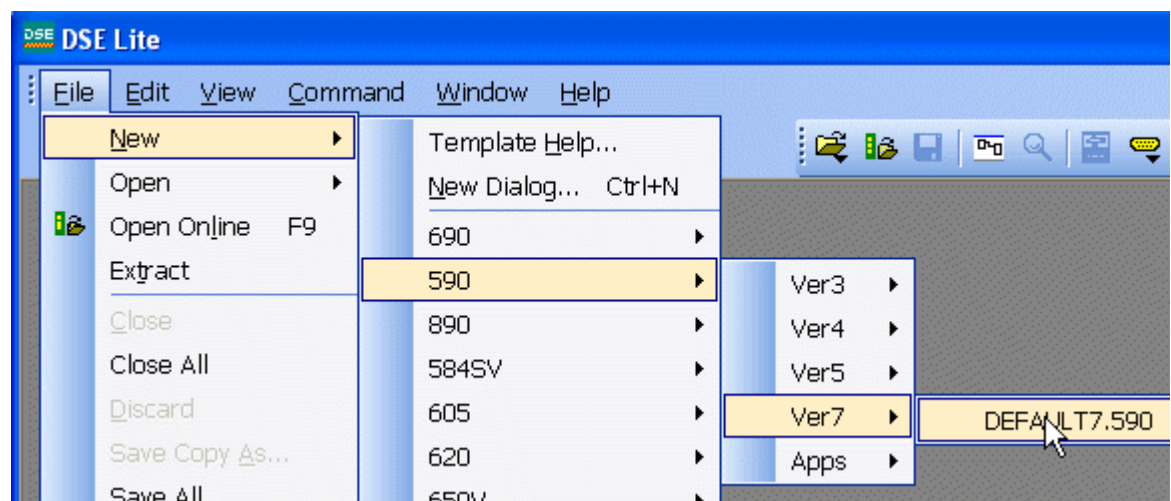 DSE DSE Lite
File Edit View Command Window Help
New
Open
Open Online F9
Extract
Close
Close All
Discard
Save Copy As...
Save All
Template Help...
New Dialog... Ctrl+N
690
590
890
584SV
605
620
650V
Ver3
Ver4
Ver5
Ver7
Apps
DEFAULT7.590